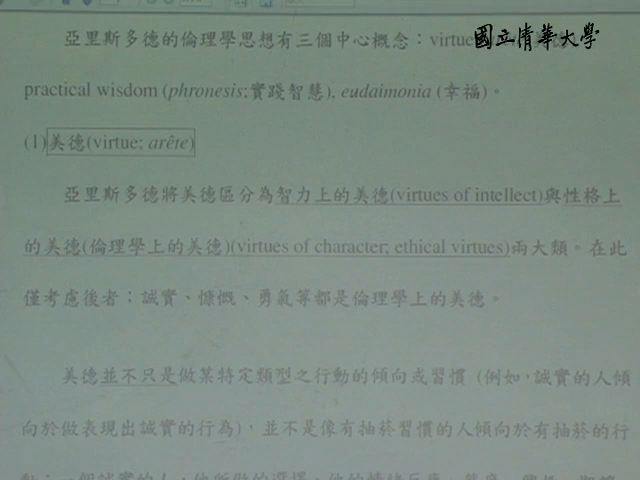 亞里斯多德的倫理學思想有三個中心概念：virtue
國立清華大學
practical wisdom (phronesis;實踐智慧), eudaimonia (幸福)。
(1)美德(virtue; arête)
亞里斯多德將美德區分為智力上的美德(virtues of intellect)與性格上
的美德(倫理學上的美德)(virtues of character; ethical virtues)兩大類。在此
僅考慮後者；誠實、慷慨、勇氣等都是倫理學上的美德。
美德並不只是做某特定類型之行動的傾向或習慣 (例如，誠實的人傾
向於做表現出誠實的行為)，並不是像有抽菸習慣的人傾向於有抽菸的行